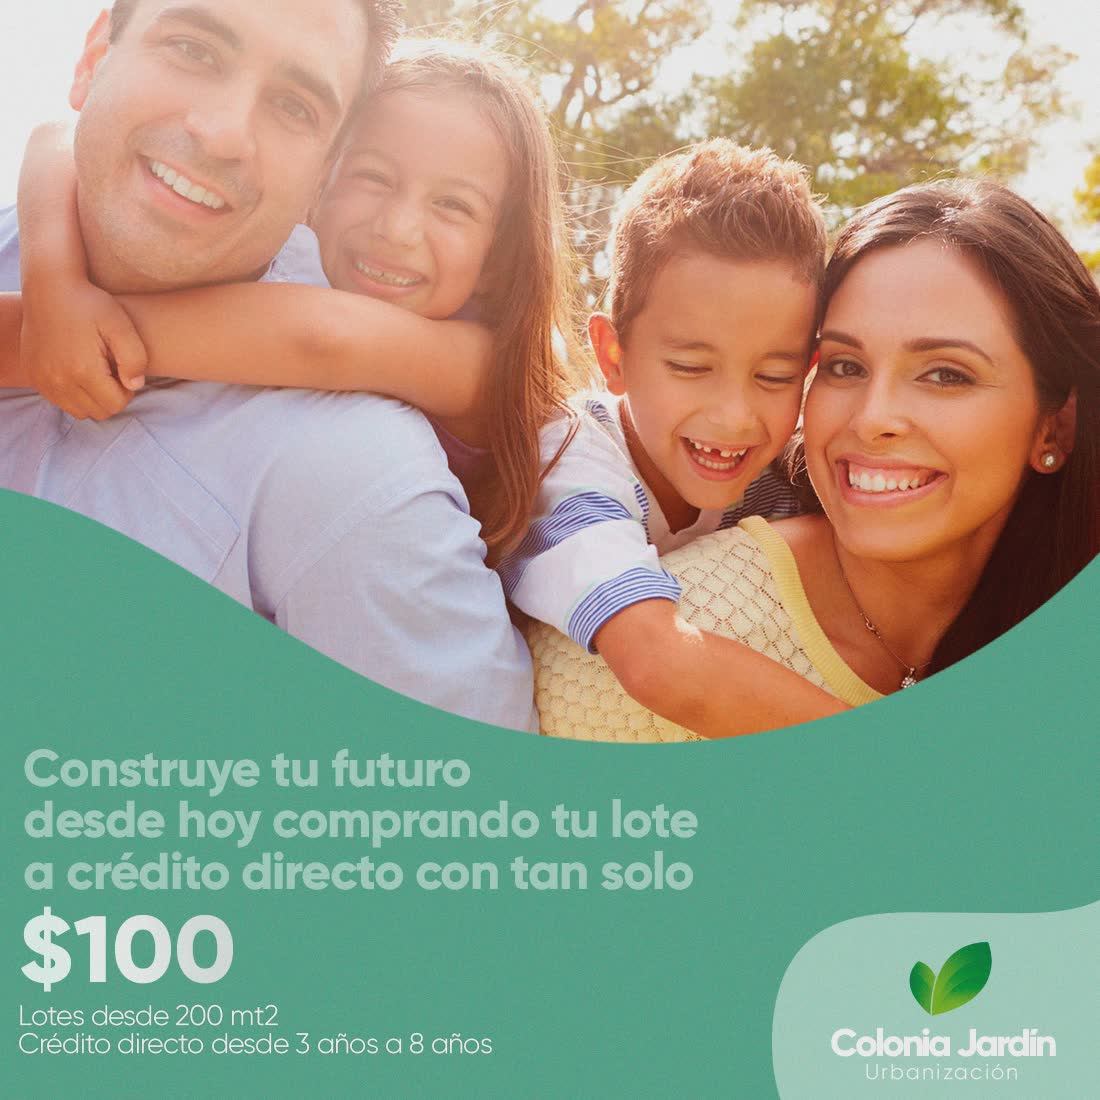 Construye tu futuro
desde hoy comprando tu lote
a crédito directo con tan solo
$100
Lotes desde 200 mt2
Crédito directo desde 3 años a 8 años
Colonia Jardín
Urbanización